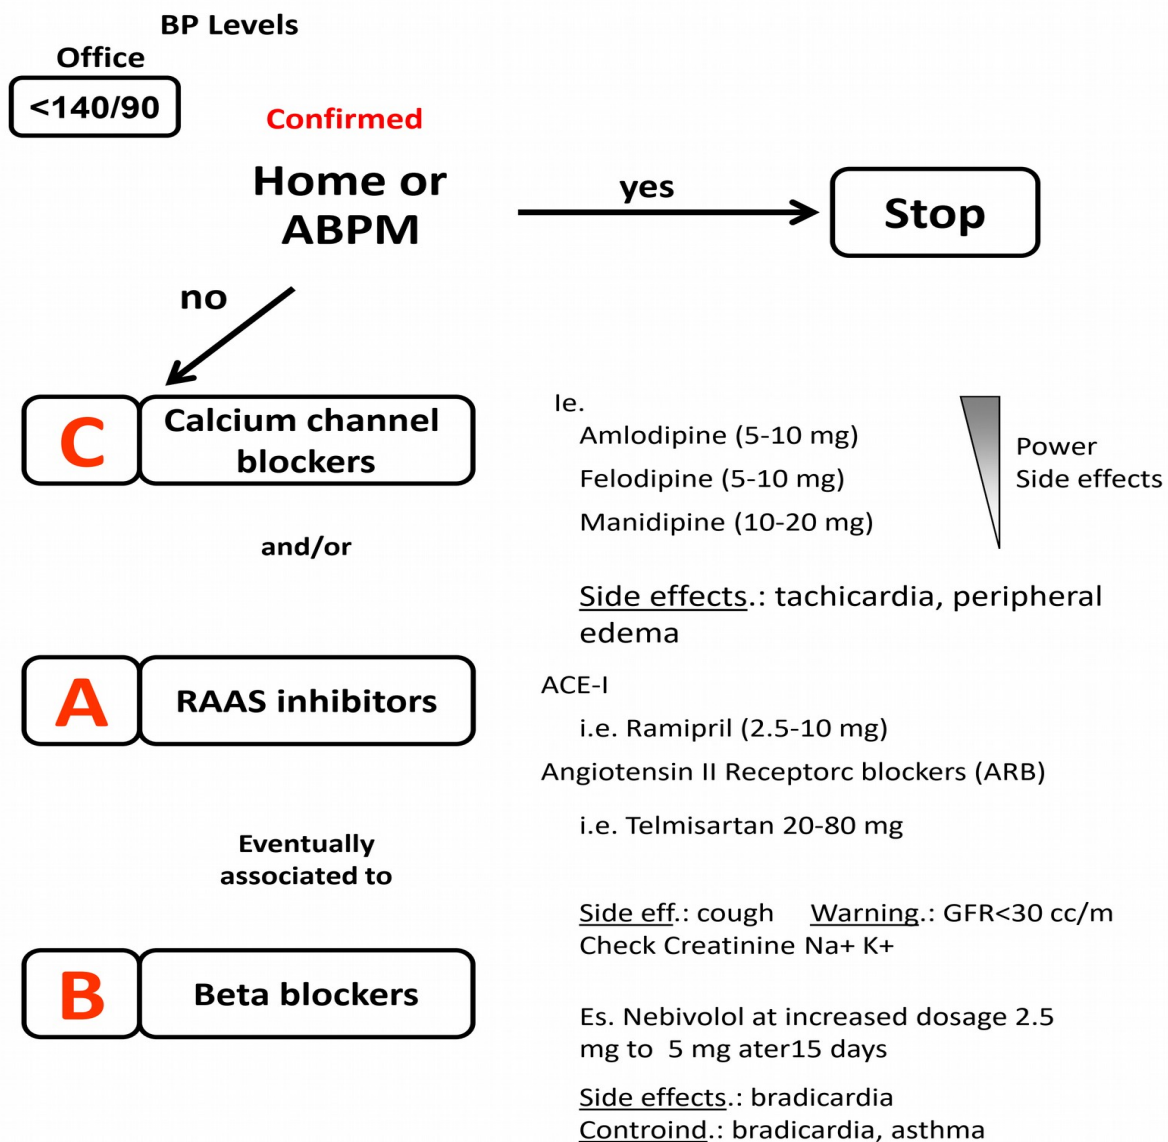 BP Levels
Office
<140/90
Confirmed
Home or
ABPM
yes
Stop
no
C
Calcium channel
blockers
Ie.
Amlodipine (5-10 mg)
Felodipine (5-10 mg)
Manidipine (10-20 mg)
Power
Side effects
and/or
Side effects.: tachicardia, peripheral
edema
A
RAAS inhibitors
ACE-I
i.e. Ramipril (2.5-10 mg)
Angiotensin II Receptorc blockers (ARB)
i.e. Telmisartan 20-80 mg
Eventually
associated to
Side eff.: cough Warning.: GFR<30 cc/m
Check Creatinine Na+ K+
B
Beta blockers
Es. Nebivolol at increased dosage 2.5
mg to 5 mg ater15 days
Side effects.: bradicardia
Controind.: bradicardia, asthma